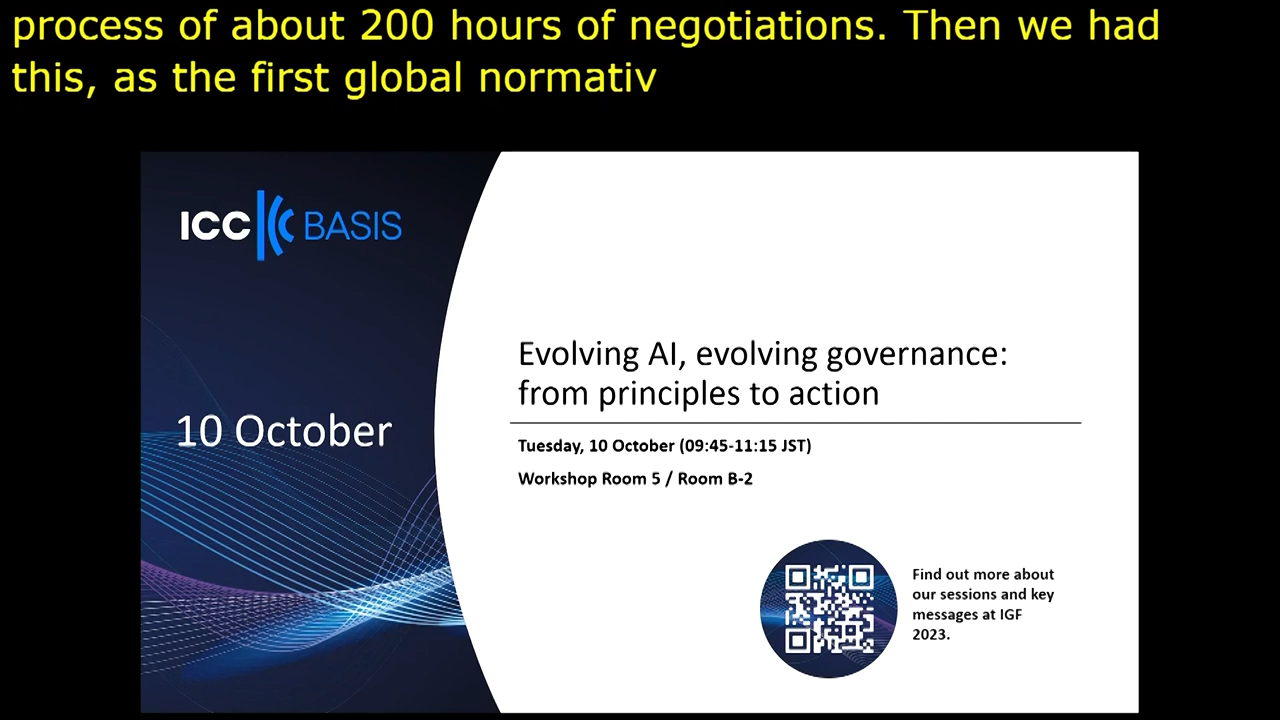 process of about 200 hours of negotiations. Then we had
this, as the first global normativ
ICC BASIS
10 October
Evolving AI, evolving governance:
from principles to action
Tuesday, 10 October (09:45-11:15 JST)
Workshop Room 5 / Room B-2
Find out more about
our sessions and key
messages at IGF
2023.